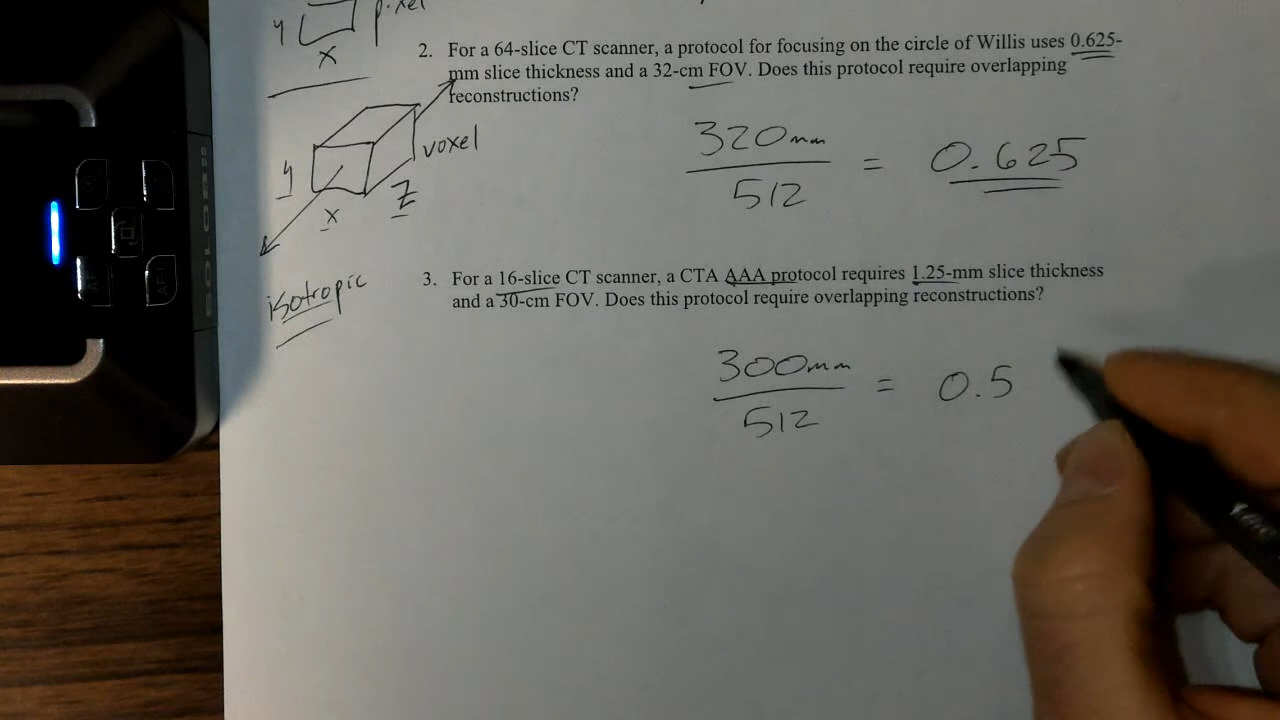 y
pixel
x
2. For a 64-slice CT scanner, a protocol for focusing on the circle of Willis uses 0.625-
mm slice thickness and a 32-cm FOV. Does this protocol require overlapping
reconstructions?
voxel
y
x
z
320mm
512
= 0.625
isotropic
3. For a 16-slice CT scanner, a CTA AAA protocol requires 1.25-mm slice thickness
and a 30-cm FOV. Does this protocol require overlapping reconstructions?
300mm
512
= 0.5